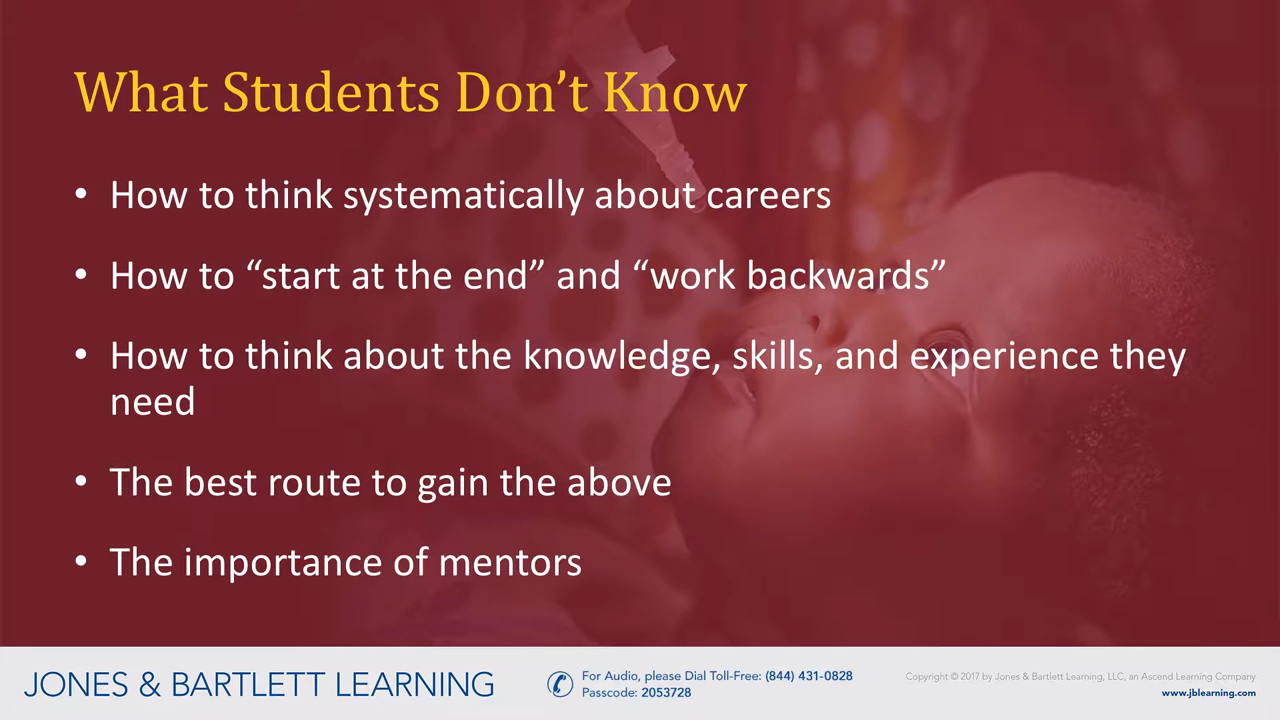 What Students Don’t Know
• How to think systematically about careers
• How to “start at the end” and “work backwards”
• How to think about the knowledge, skills, and experience they
need
• The best route to gain the above
• The importance of mentors
JONES & BARTLETT LEARNING
For Audio, please Dial Toll-Free: (844) 431-0828
Passcode: 2053728
Copyright © 2017 by Jones & Bartlett Learning, LLC, an Ascend Learning Company
www.jblearning.com